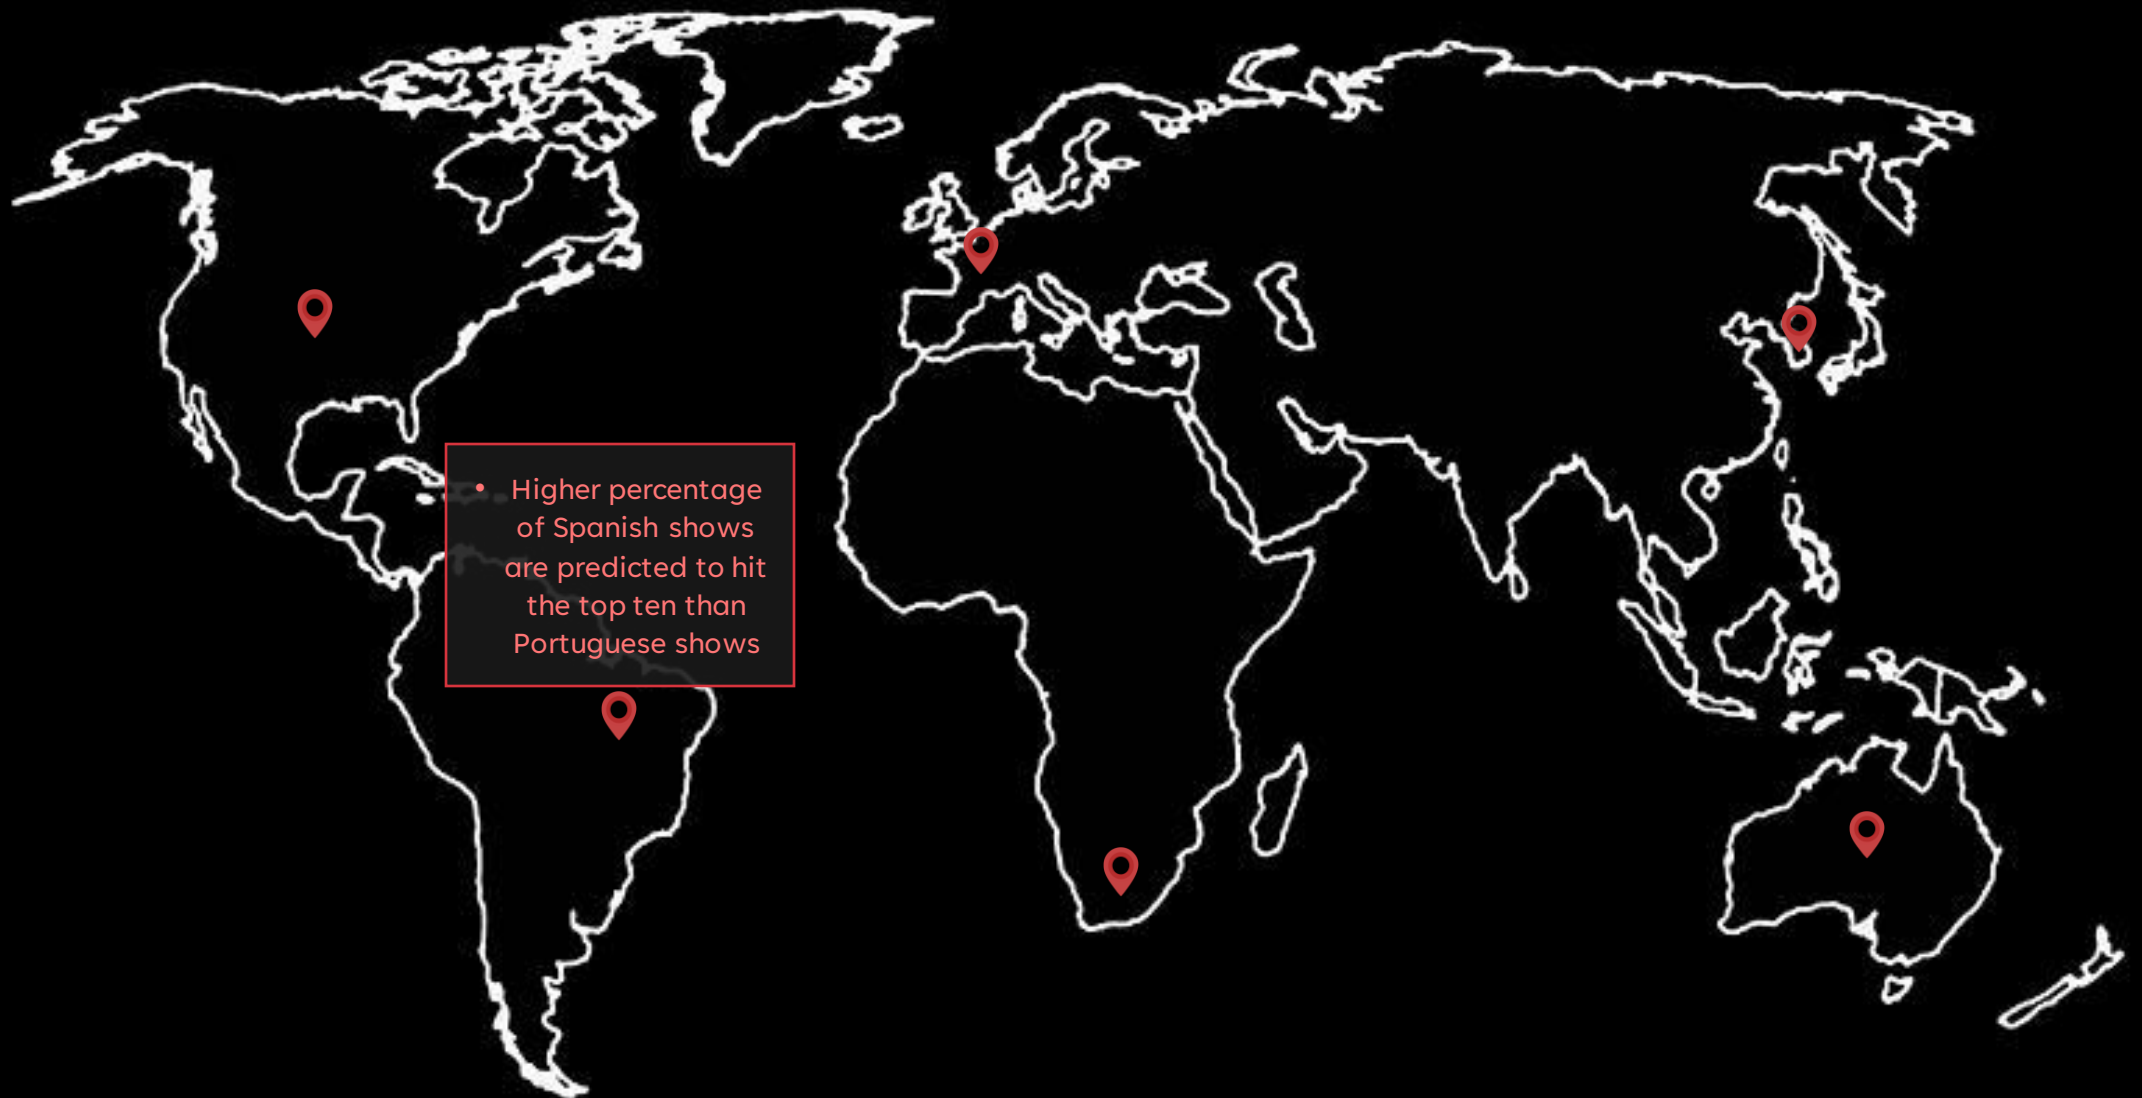 • Higher percentage
of Spanish shows
are predicted to hit
the top ten than
Portuguese shows